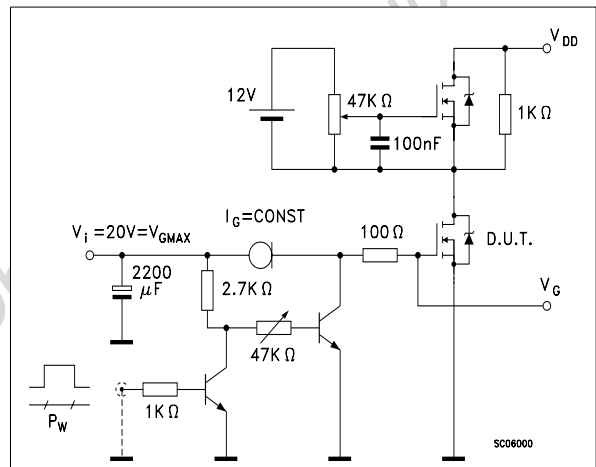 V_DD
12V
47K Ω
1K Ω
100nF
V_i =20V=V_GMAX
I_G=CONST
100 Ω
D.U.T.
2200
μF
2.7K Ω
V_G
47K Ω
1K Ω
P_W
SC06000